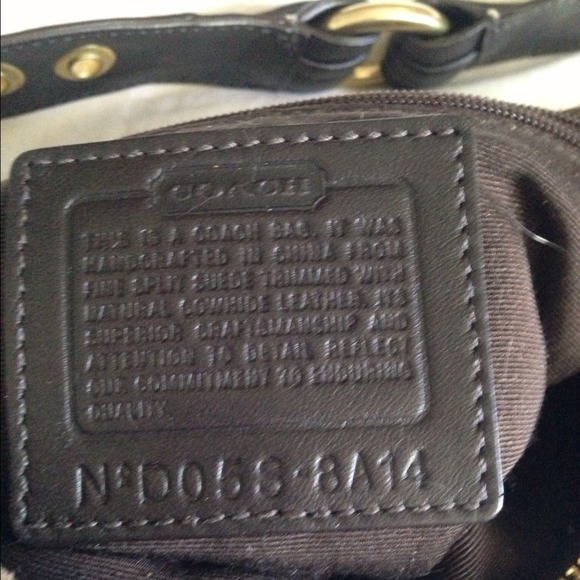 COACH
THIS IS A COACH BAG. IT WAS
HANDCRAFTED IN CHINA FROM
FINE SPLIT SUEDE TRIMMED WITH
NATURAL COWHIDE LEATHER. ITS
SUPERIOR CRAFTSMANSHIP AND
ATTENTION TO DETAIL REFLECT
OUR COMMITMENT TO ENDURING
QUALITY.
Nº D05S-8A14